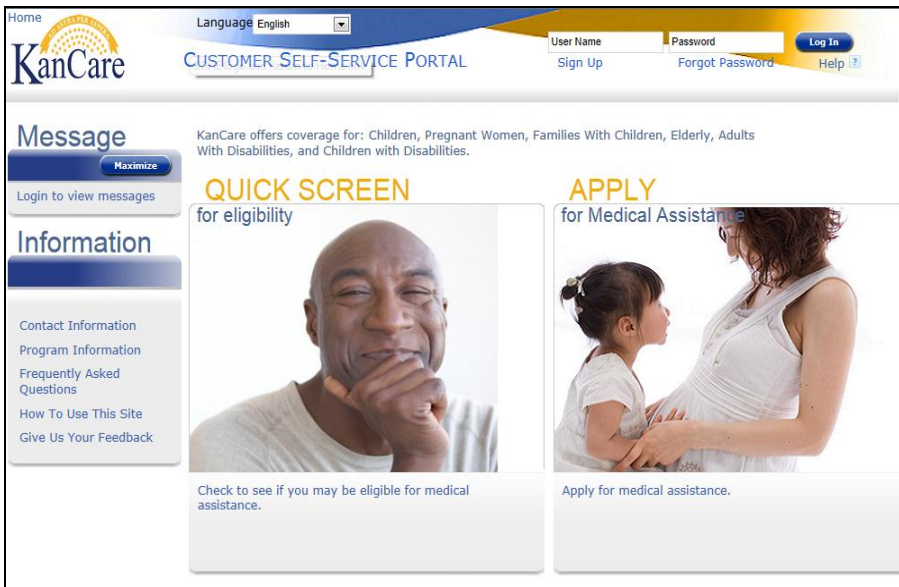 Home
Language English
User Name
Password
Log In
KanCare
CUSTOMER SELF-SERVICE PORTAL
Sign Up
Forgot Password
Help ?
Message
Maximize
Login to view messages
Information
Contact Information
Program Information
Frequently Asked
Questions
How To Use This Site
Give Us Your Feedback
KanCare offers coverage for: Children, Pregnant Women, Families With Children, Elderly, Adults
With Disabilities, and Children with Disabilities.
QUICK SCREEN
for eligibility
Check to see if you may be eligible for medical
assistance.
APPLY
for Medical Assistance
Apply for medical assistance.